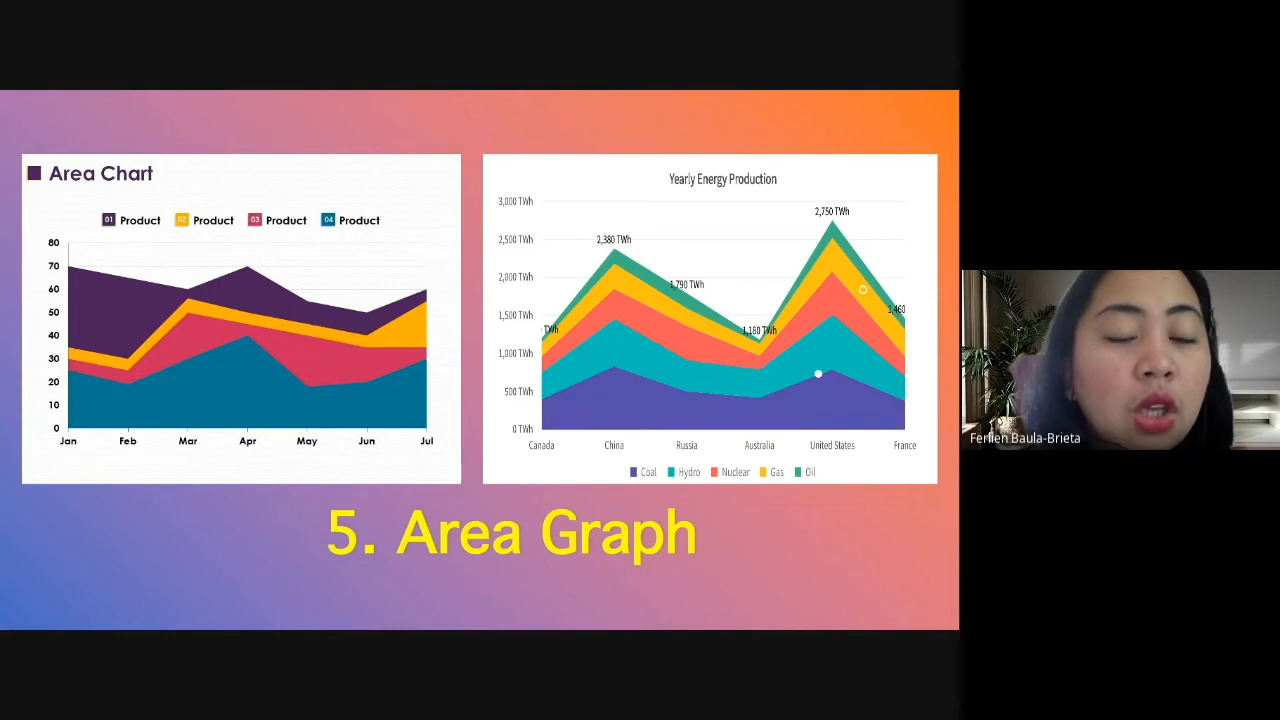 Area Chart
01 Product 02 Product 03 Product 04 Product
80
70
60
50
40
30
20
10
0
Jan Feb Mar Apr May Jun Jul
Yearly Energy Production
3,000 TWh
2,500 TWh
2,000 TWh
1,500 TWh
1,000 TWh
500 TWh
0 TWh
TWh
2,380 TWh
1,790 TWh
1,180 TWh
2,750 TWh
1,460
Canada China Russia Australia United States France
Coal Hydro Nuclear Gas Oil
5. Area Graph
Ferlien Baula-Brieta